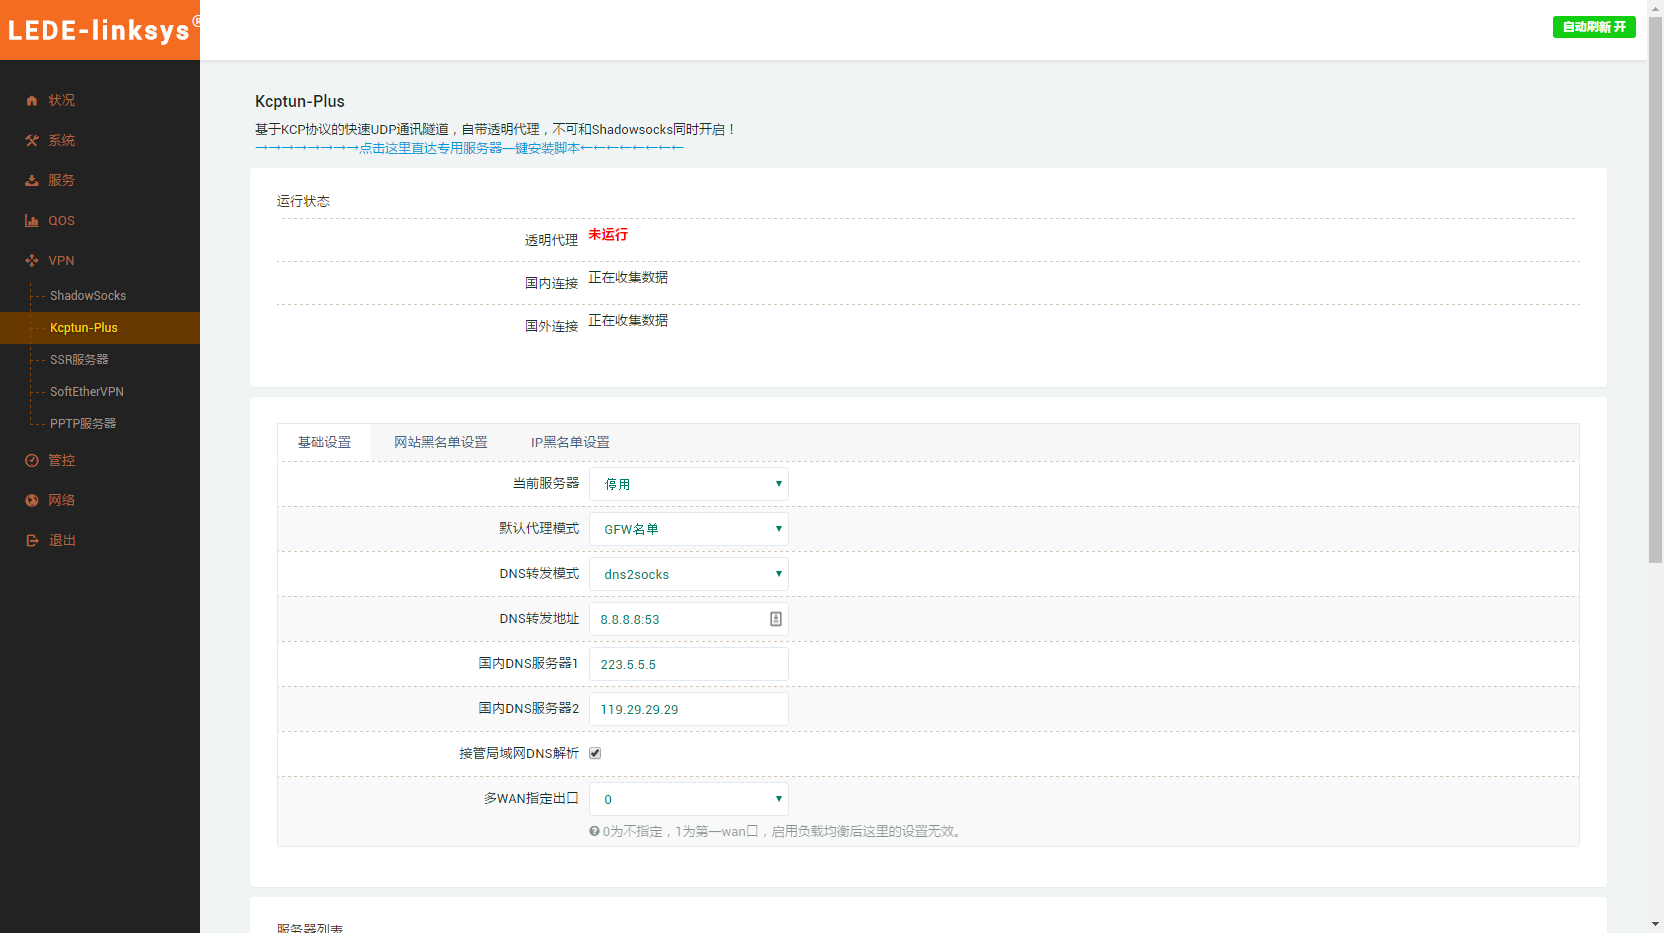 LEDE-linksys®
自动刷新 开
状况
系统
服务
QOS
VPN
ShadowSocks
Kcptun-Plus
SSR服务器
SoftEtherVPN
PPTP服务器
管控
网络
退出
Kcptun-Plus
基于KCP协议的快速UDP通讯隧道，自带透明代理，不可和Shadowsocks同时开启！
→→→→→→→→点击这里直达专用服务器一键安装脚本←←←←←←←←
运行状态
透明代理 未运行
国内连接 正在收集数据
国外连接 正在收集数据
基础设置 网站黑名单设置 IP黑名单设置
当前服务器 停用
默认代理模式 GFW名单
DNS转发模式 dns2socks
DNS转发地址 8.8.8.8:53
国内DNS服务器1 223.5.5.5
国内DNS服务器2 119.29.29.29
接管局域网DNS解析
多WAN指定出口 0
0为不指定，1为第一wan口，启用负载均衡后这里的设置无效。
服务器列表